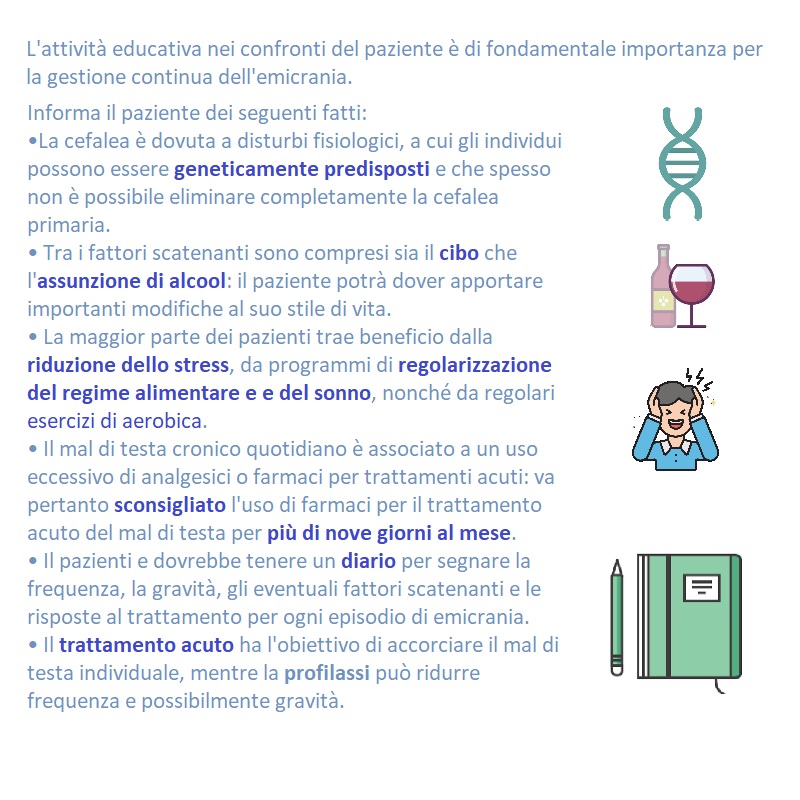 L'attività educativa nei confronti del paziente è di fondamentale importanza per
la gestione continua dell'emicrania.
Informa il paziente dei seguenti fatti:
•La cefalea è dovuta a disturbi fisiologici, a cui gli individui
possono essere geneticamente predisposti e che spesso
non è possibile eliminare completamente la cefalea
primaria.
• Tra i fattori scatenanti sono compresi sia il cibo che
l'assunzione di alcool: il paziente potrà dover apportare
importanti modifiche al suo stile di vita.
• La maggior parte dei pazienti trae beneficio dalla
riduzione dello stress, da programmi di regolarizzazione
del regime alimentare e e del sonno, nonché da regolari
esercizi di aerobica.
• Il mal di testa cronico quotidiano è associato a un uso
eccessivo di analgesici o farmaci per trattamenti acuti: va
pertanto sconsigliato l'uso di farmaci per il trattamento
acuto del mal di testa per più di nove giorni al mese.
• Il pazienti e dovrebbe tenere un diario per segnare la
frequenza, la gravità, gli eventuali fattori scatenanti e le
risposte al trattamento per ogni episodio di emicrania.
• Il trattamento acuto ha l'obiettivo di accorciare il mal di
testa individuale, mentre la profilassi può ridurre
frequenza e possibilmente gravità.